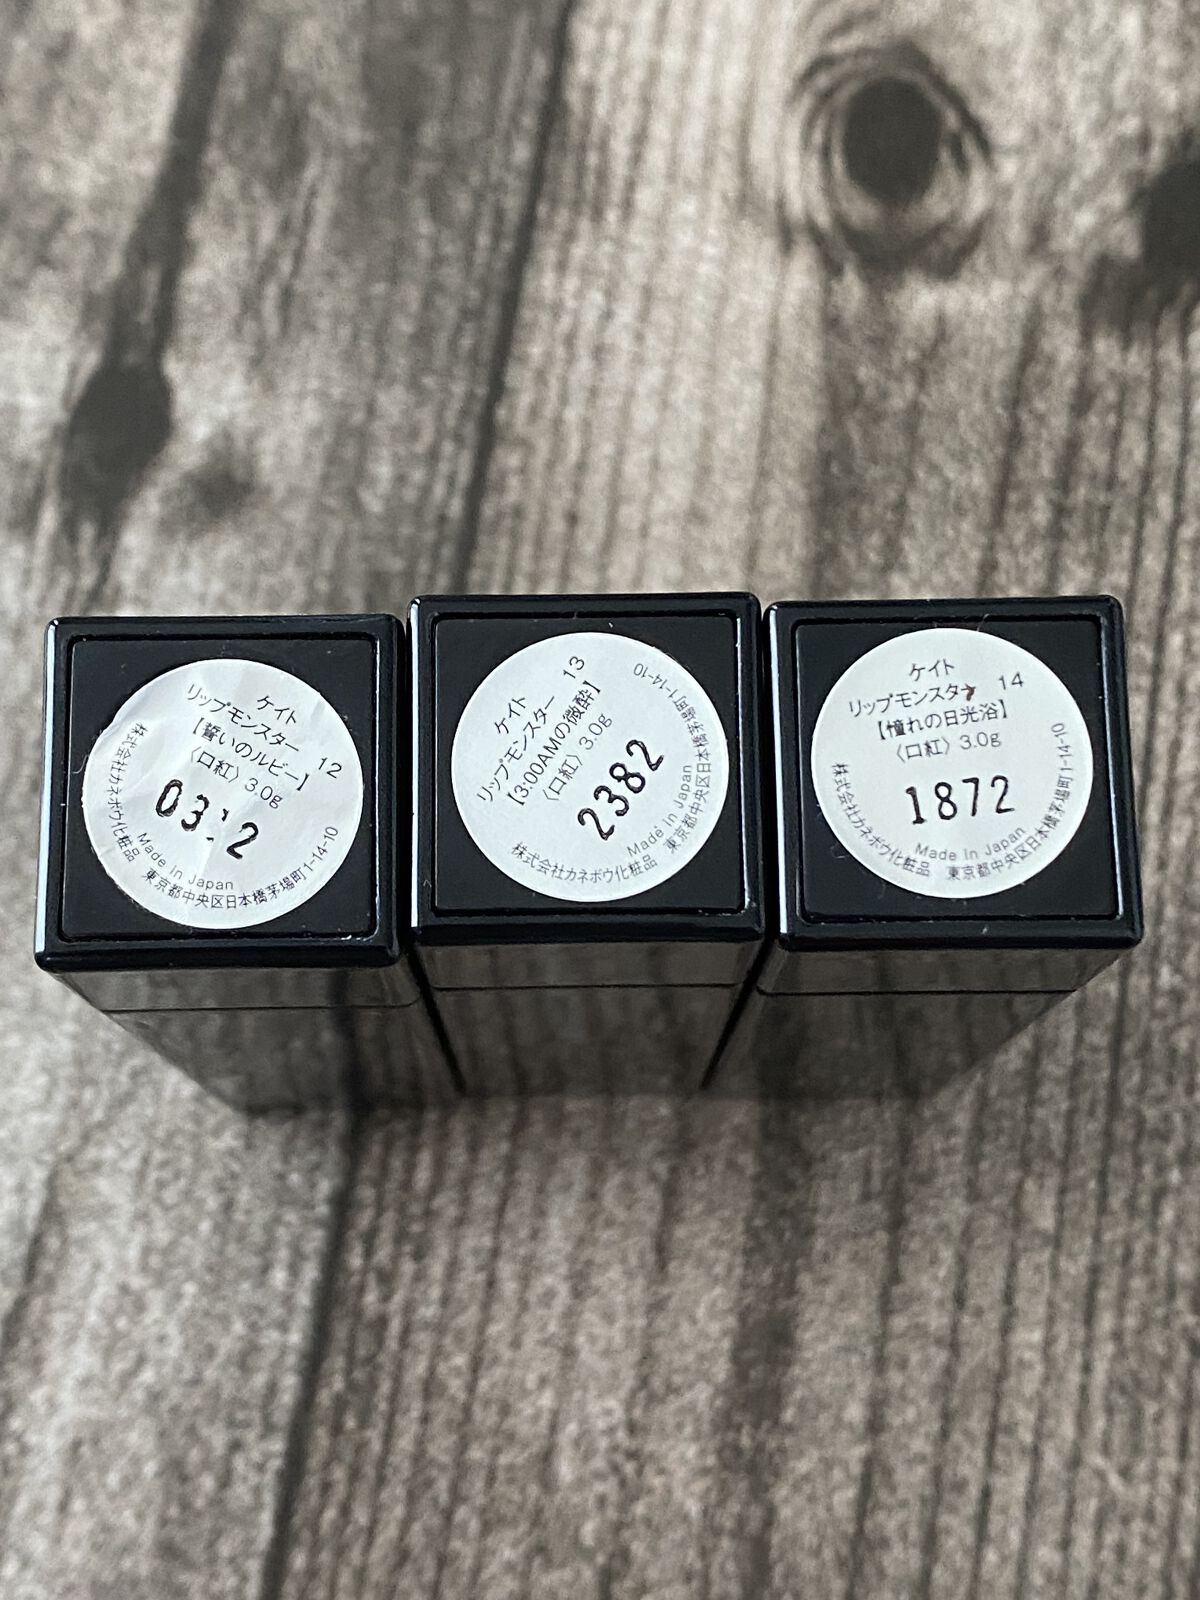 ケイト
リップモンスター 12
【誓いのルビー】
〈口紅〉3.0g
Made in Japan
株式会社カネボウ化粧品 東京都中央区日本橋茅場町1-14-10
ケイト
リップモンスター 13
【3:00AMの微酔】
〈口紅〉3.0g
2382
Made in Japan
株式会社カネボウ化粧品 東京都中央区日本橋茅場町1-14-10
ケイト
リップモンスター 14
【憧れの日光浴】
〈口紅〉3.0g
1872
Made in Japan
株式会社カネボウ化粧品 東京都中央区日本橋茅場町1-14-10